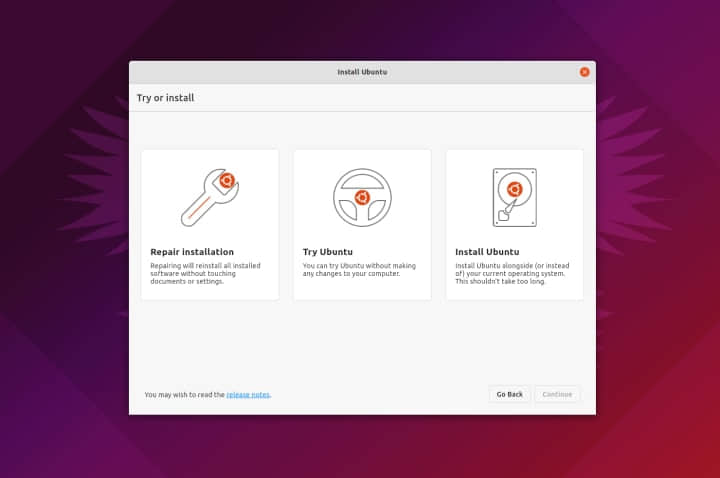 Install Ubuntu
Try or install
Repair installation
Repairing will reinstall all installed
software without touching
documents or settings.
Try Ubuntu
You can try Ubuntu without making
any changes to your computer.
Install Ubuntu
Install Ubuntu alongside (or instead
of) your current operating system.
This shouldn't take too long.
You may wish to read the release notes.
Go Back
Continue